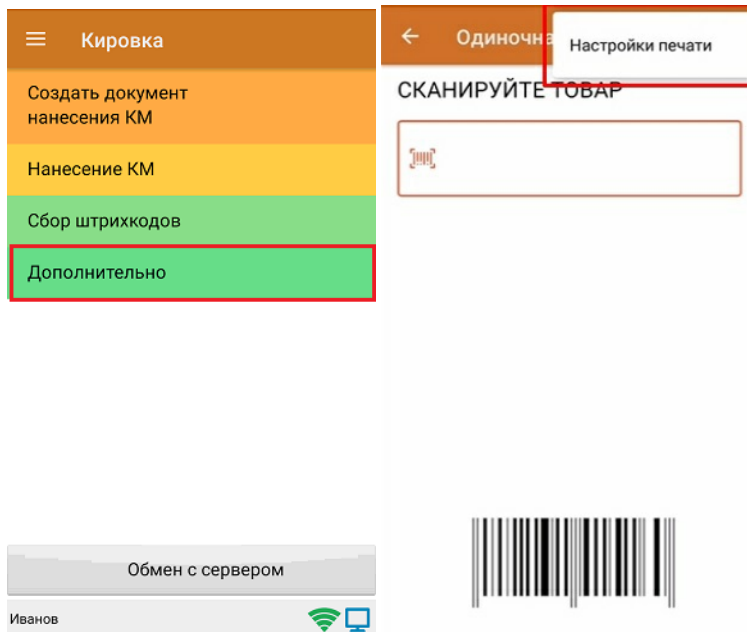 Кировка
Создать документ
нанесения КМ
Нанесение КМ
Сбор штрихкодов
Дополнительно
Обмен с сервером
Иванов
Одиночна
Настройки печати
СКАНИРУЙТЕ ТОВАР